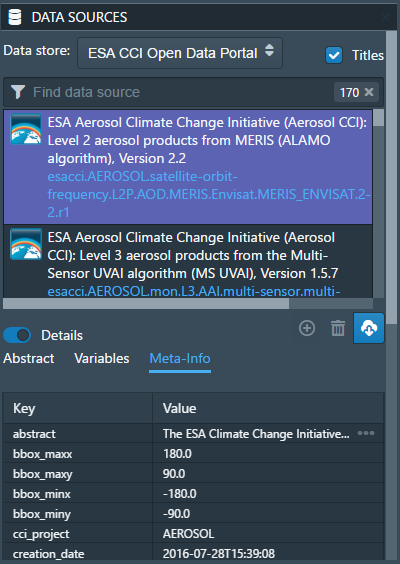 DATA SOURCES
Data store: ESA CCI Open Data Portal Titles
Find data source 170
ESA Aerosol Climate Change Initiative (Aerosol CCI):
Level 2 aerosol products from MERIS (ALAMO
algorithm), Version 2.2
esacci.AEROSOL.satellite-orbit-
frequency.L2P.AOD.MERIS.Envisat.MERIS_ENVISAT.2-
2.r1
ESA Aerosol Climate Change Initiative (Aerosol
CCI): Level 3 aerosol products from the Multi-
Sensor UVAI algorithm (MS UVAI), Version 1.5.7
esacci.AEROSOL.mon.L3.AAI.multi-sensor.multi-
Details
Abstract Variables Meta-Info
Key Value
abstract The ESA Climate Change Initiative...
bbox_maxx 180.0
bbox_maxy 90.0
bbox_minx -180.0
bbox_miny -90.0
cci_project AEROSOL
creation_date 2016-07-28T15:39:08